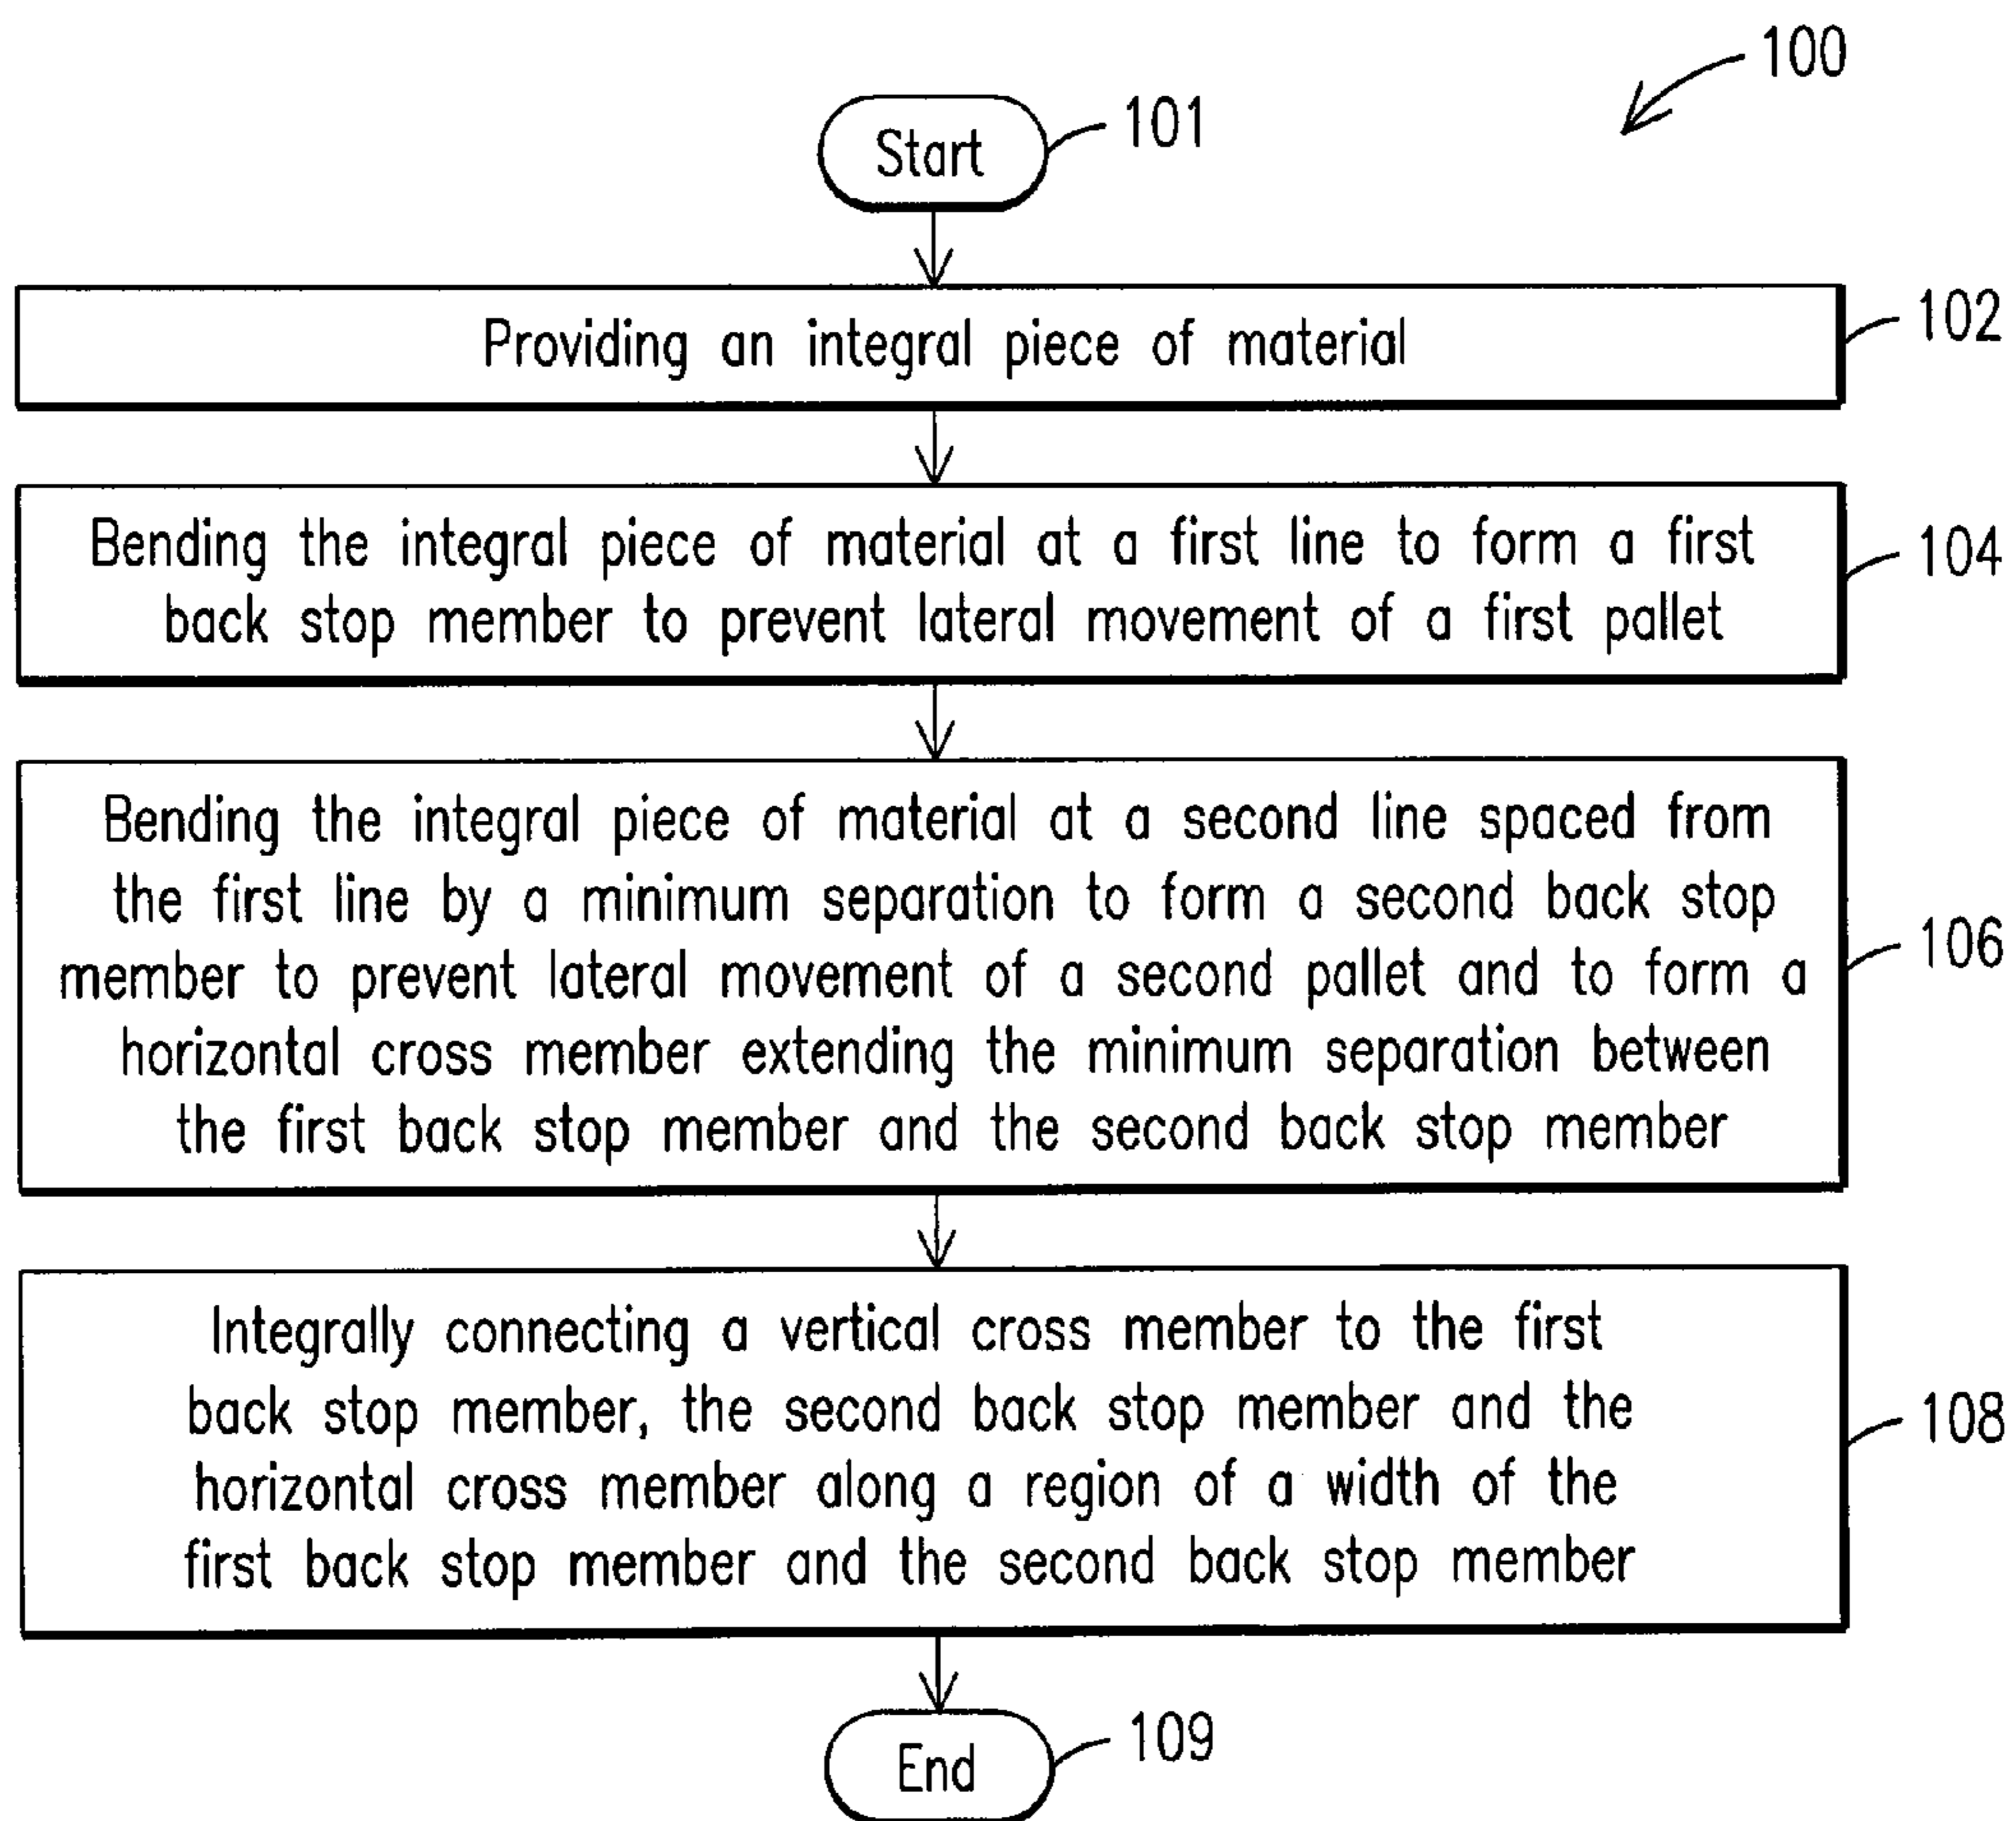 100
Start
101
Providing an integral piece of material
102
Bending the integral piece of material at a first line to form a first
back stop member to prevent lateral movement of a first pallet
104
Bending the integral piece of material at a second line spaced from
the first line by a minimum separation to form a second back stop
member to prevent lateral movement of a second pallet and to form a
horizontal cross member extending the minimum separation between
the first back stop member and the second back stop member
106
Integrally connecting a vertical cross member to the first
back stop member, the second back stop member and the
horizontal cross member along a region of a width of the
first back stop member and the second back stop member
108
End
109